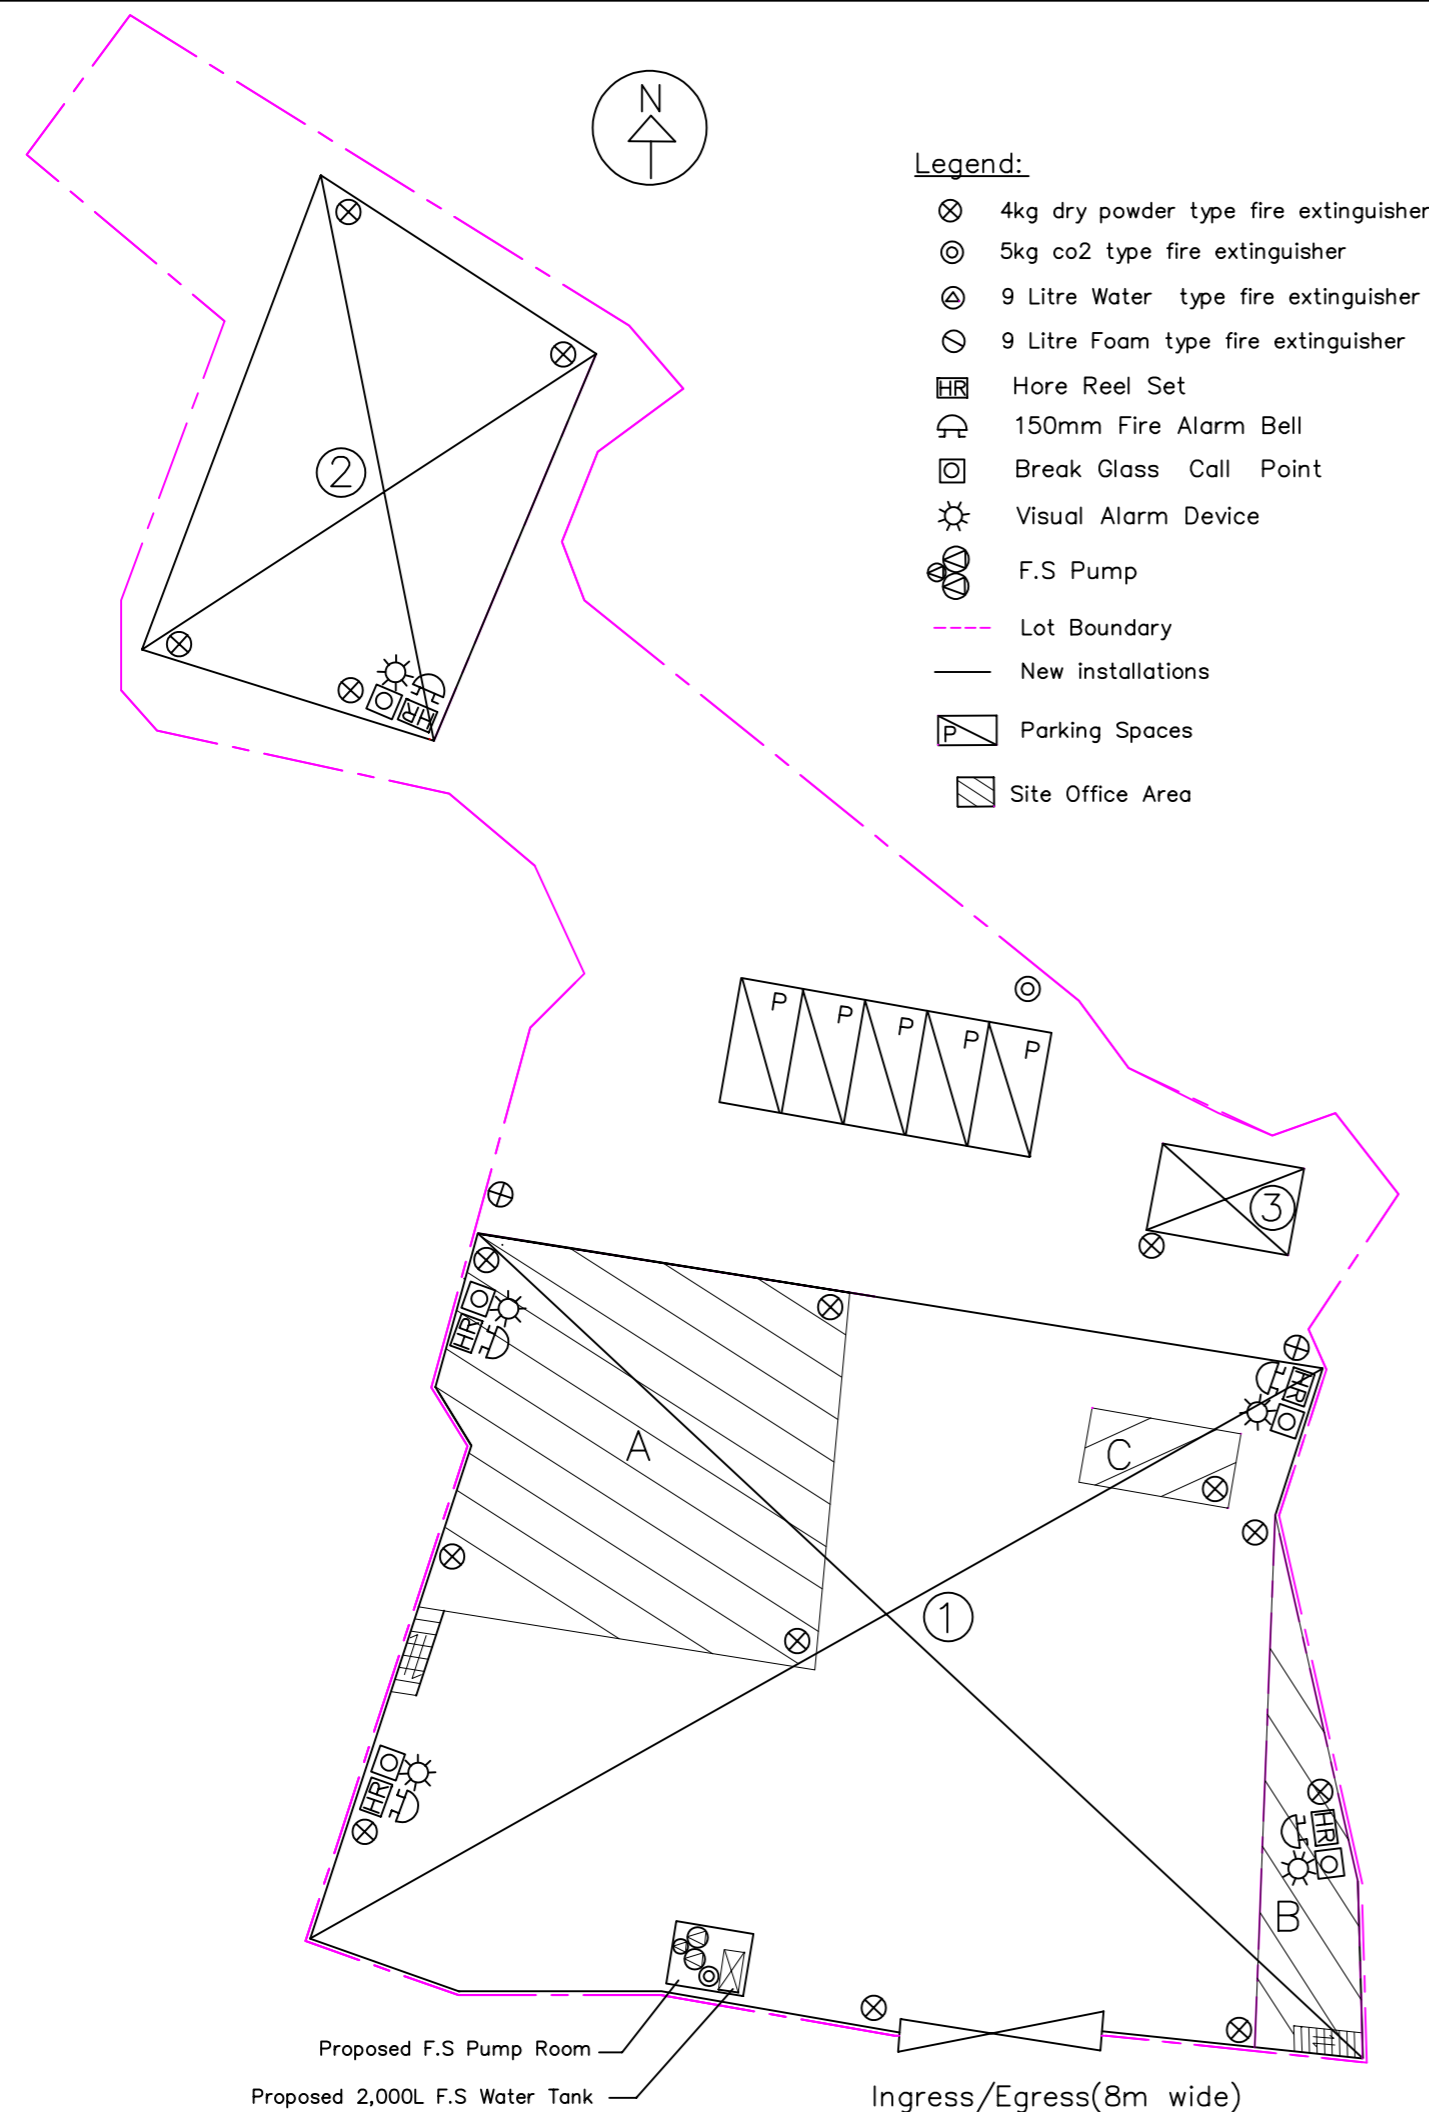 N
Legend:
4kg dry powder type fire extinguisher
5kg co2 type fire extinguisher
9 Litre Water type fire extinguisher
9 Litre Foam type fire extinguisher
HR Hore Reel Set
150mm Fire Alarm Bell
Break Glass Call Point
Visual Alarm Device
F.S Pump
Lot Boundary
New installations
P Parking Spaces
Site Office Area
2
HR
P P P P P
3
HR
HR
A
C
1
HR
HR
B
Proposed F.S Pump Room
Proposed 2,000L F.S Water Tank
Ingress/Egress(8m wide)